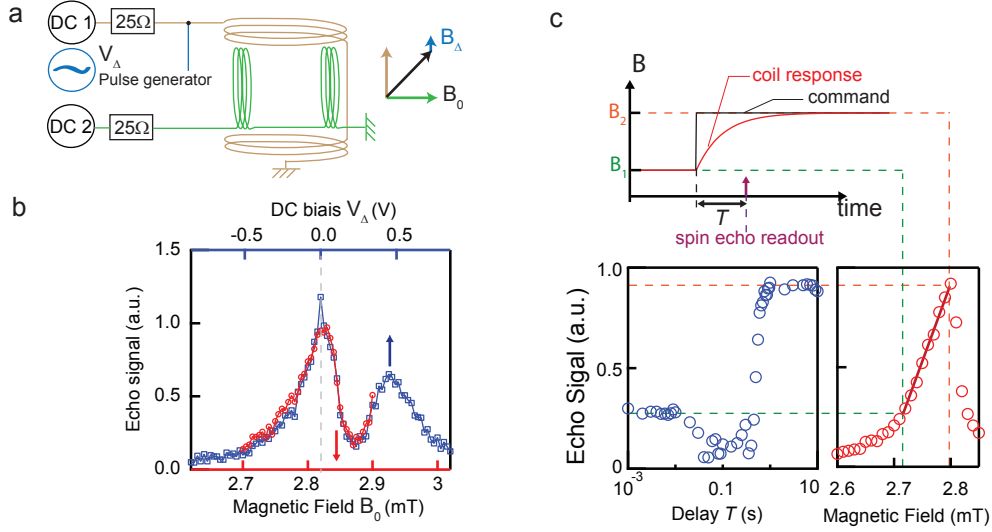 a
DC 1
25Ω
V_Δ
Pulse generator
DC 2
25Ω
B_Δ
B_0
b
DC biais V_Δ (V)
-0.5
0.0
0.5
1.5
1.0
0.5
0.0
Echo signal (a.u.)
2.7
2.8
2.9
3
Magnetic Field B_0 (mT)
c
B
coil response
command
B_2
B_1
T
time
spin echo readout
1.0
0.0
Echo Sigal (a.u.)
10^-3
0.1
10
Delay T (s)
2.6
2.7
2.8
Magnetic Field (mT)